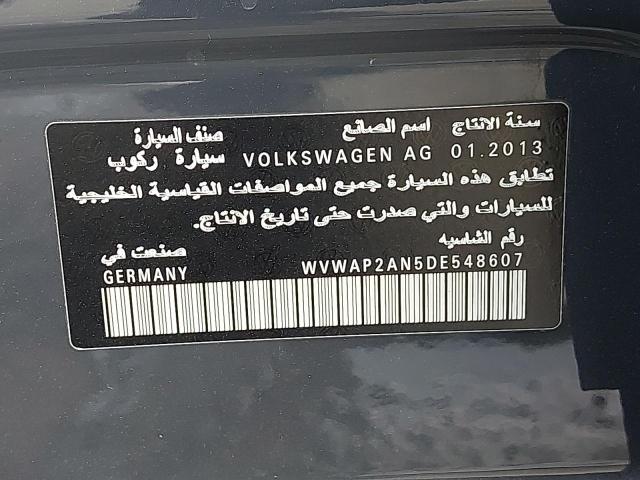 سنة الانتاج اسم الصانع صنف السيارة
01.2013 VOLKSWAGEN AG سيارة ركوب
تطابق هذه السيارة جميع المواصفات القياسية الخليجية
للسيارات والتي صدرت حتى تاريخ الانتاج.
رقم الشاسيه صنعت في
WVWAP2AN5DE548607 GERMANY